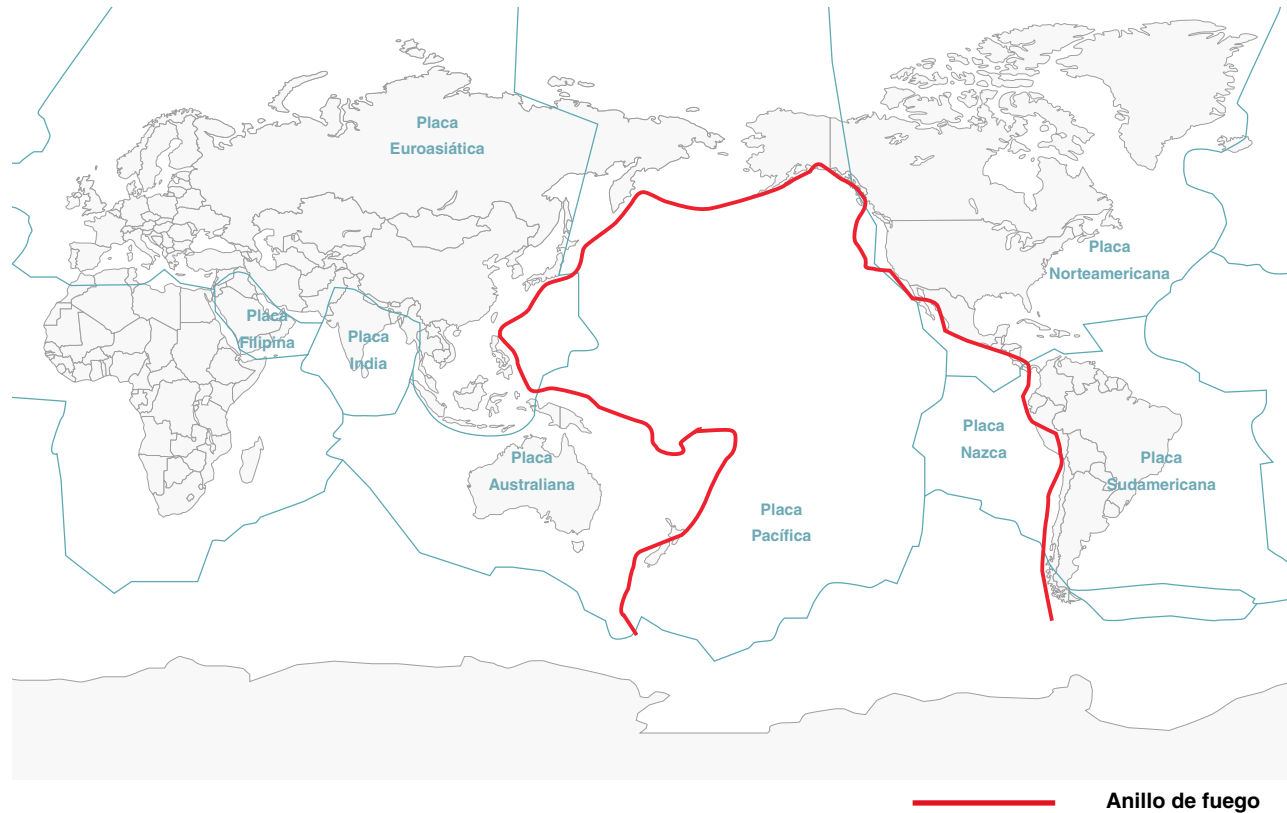 Placa
Euroasiática
Placa
Norteamericana
Placa
Filipina
Placa
India
Placa
Nazca
Placa
Australiana
Placa
Sudamericana
Placa
Pacífica
Anillo de fuego